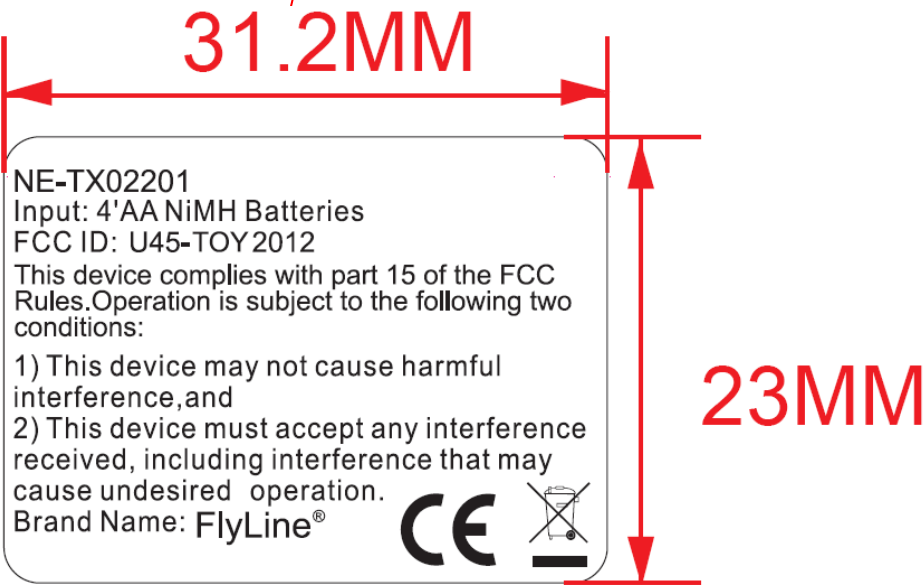 31.2MM
NE-TX02201
Input: 4'AA NiMH Batteries
FCC ID: U45-TOY2012
This device complies with part 15 of the FCC
Rules.Operation is subject to the following two
conditions:
1) This device may not cause harmful
interference,and
2) This device must accept any interference
received, including interference that may
cause undesired operation.
Brand Name: FlyLine®
CE
23MM